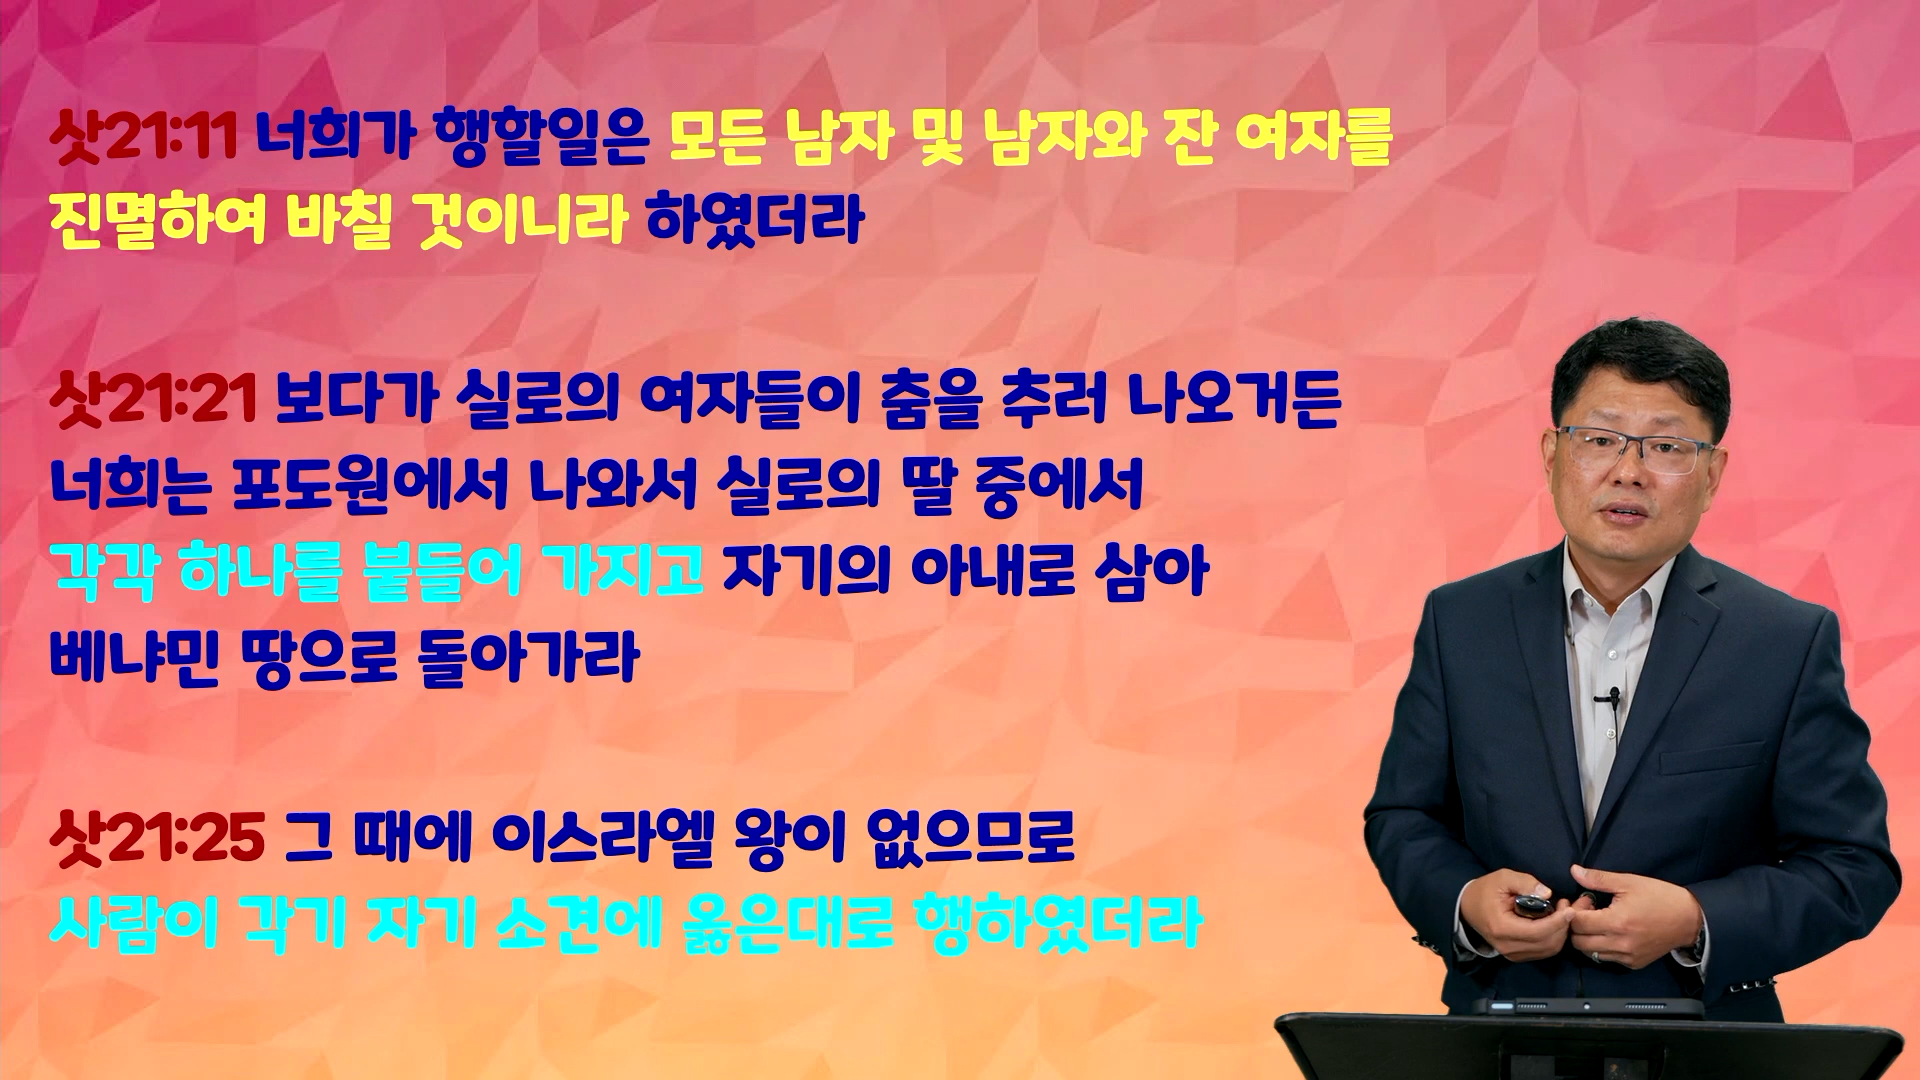 삿21:11 너희가 행할일은 모든 남자 및 남자와 잔 여자를
진멸하여 바칠 것이니라 하였더라
삿21:21 보다가 실로의 여자들이 춤을 추러 나오거든
너희는 포도원에서 나와서 실로의 딸 중에서
각각 하나를 붙들어 가지고 자기의 아내로 삼아
베냐민 땅으로 돌아가라
삿21:25 그 때에 이스라엘 왕이 없으므로
사람이 각기 자기 소견에 옳은대로 행하였더라